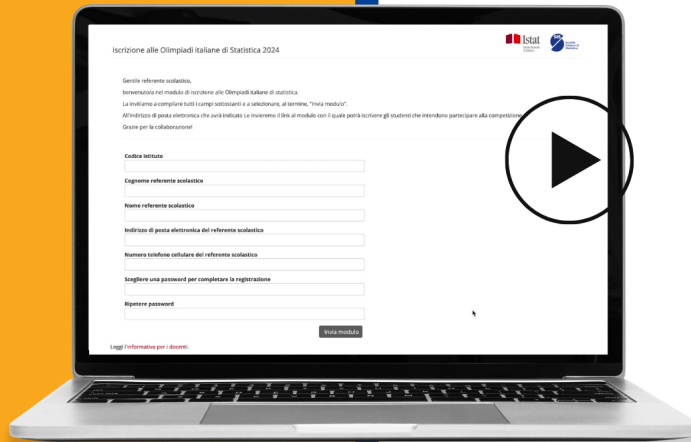 Iscrizione alle Olimpiadi italiane di Statistica 2024
Istat
Gentile referente scolastico,
benvenuto/a nel modulo di iscrizione alle Olimpiadi italiane di statistica.
La invitiamo a compilare tutti i campi sottostanti e a selezionare, al termine, "Invia modulo".
All'indirizzo di posta elettronica che avrà indicato Le invieremo il link al modulo con il quale potrà iscrivere gli studenti che intendono partecipare alla competizione.
Grazie per la collaborazione!
Codice istituto
Cognome referente scolastico
Nome referente scolastico
Indirizzo di posta elettronica del referente scolastico
Numero telefono cellulare del referente scolastico
Scegliere una password per completare la registrazione
Ripetere password
Invia modulo
Leggi l'informativa per i docenti.